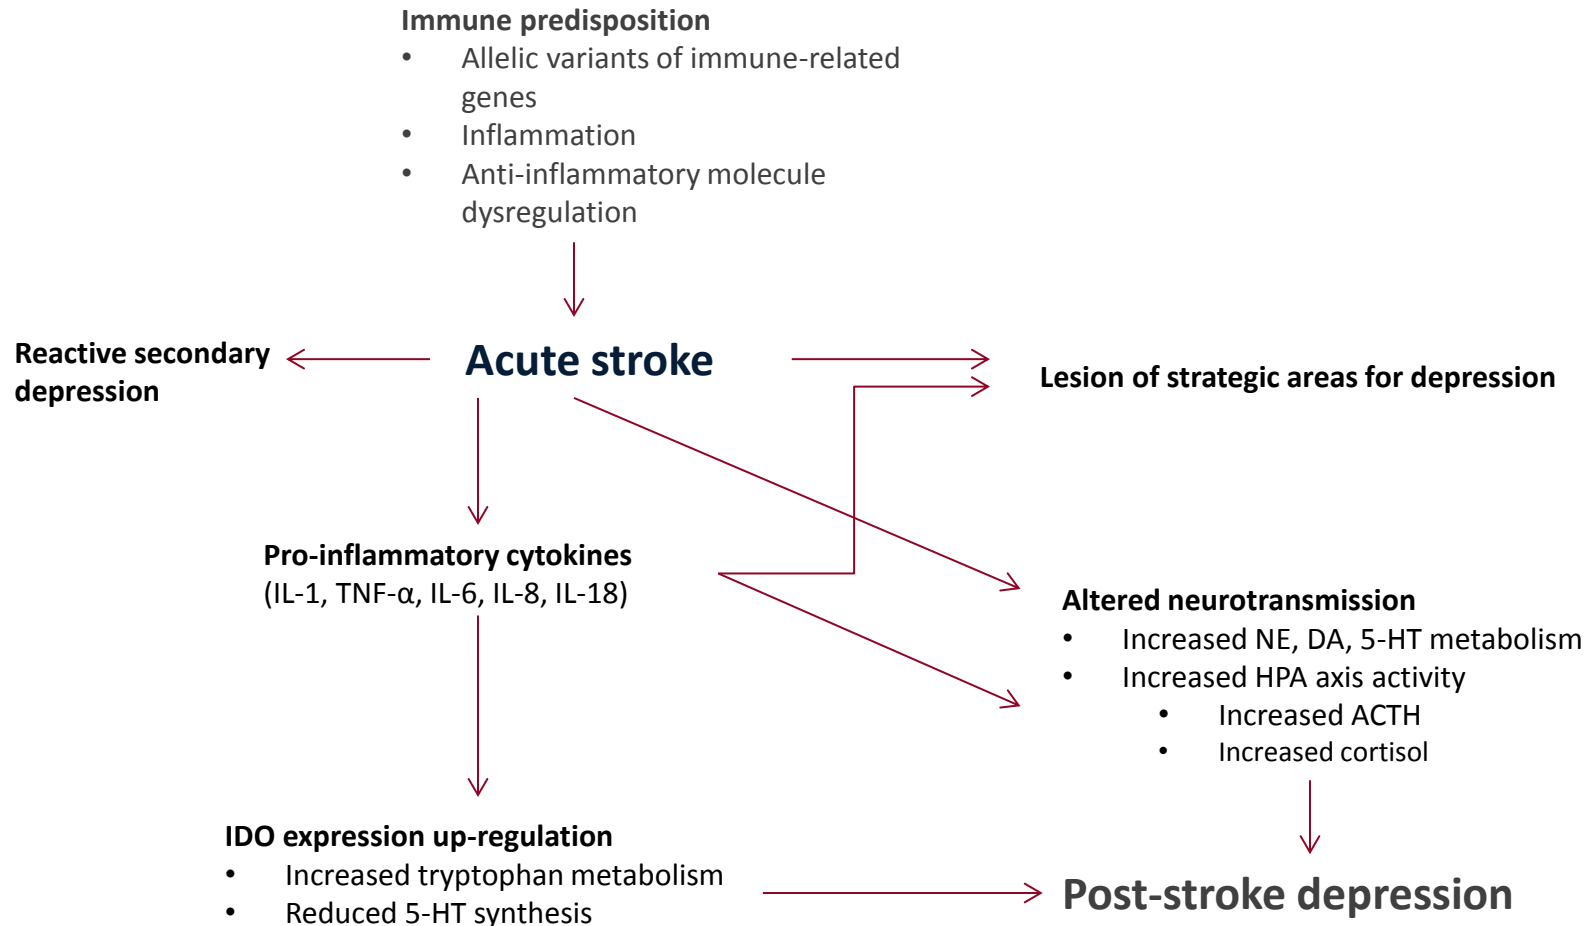 Immune predisposition
• Allelic variants of immune-related
genes
• Inflammation
• Anti-inflammatory molecule
dysregulation
Reactive secondary
depression
Acute stroke
Lesion of strategic areas for depression
Pro-inflammatory cytokines
(IL-1, TNF-α, IL-6, IL-8, IL-18)
Altered neurotransmission
• Increased NE, DA, 5-HT metabolism
• Increased HPA axis activity
• Increased ACTH
• Increased cortisol
IDO expression up-regulation
• Increased tryptophan metabolism
• Reduced 5-HT synthesis
Post-stroke depression